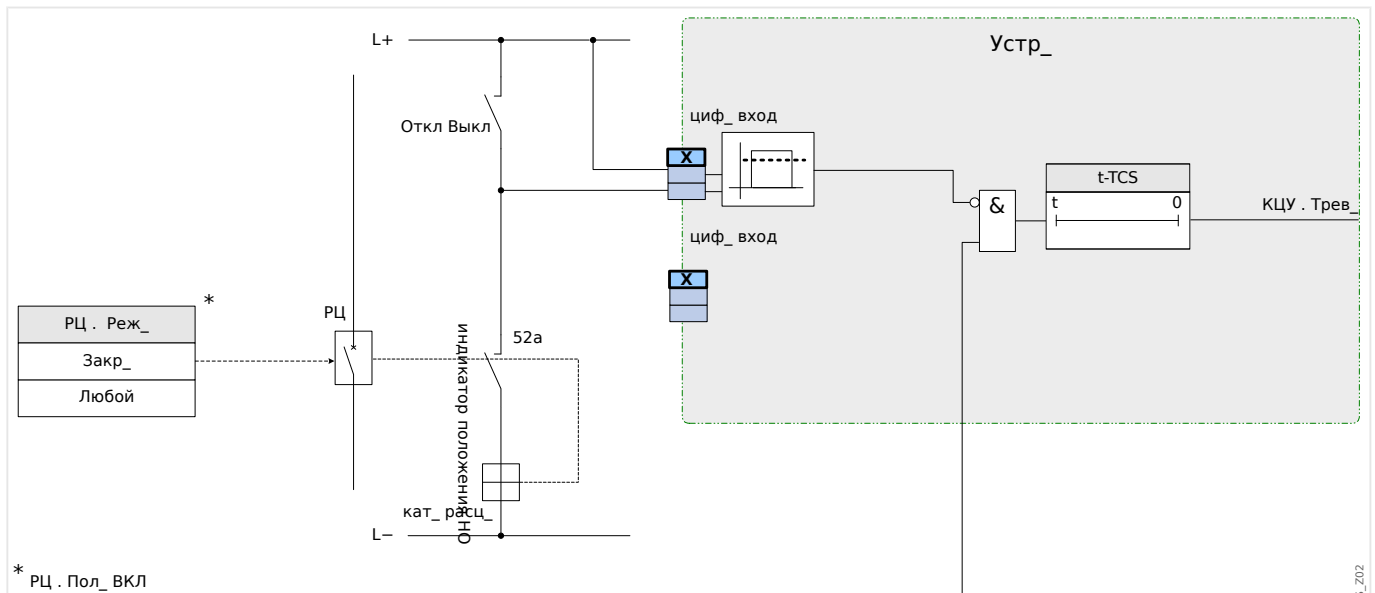 L+
Устр_
циф_ вход
Откл Выкл
X
t-TCS
t 0
&
КЦУ . Трев_
циф_ вход
X
*
РЦ
РЦ . Реж_
Закр_
Любой
52a
индикатор положения НО
кат_ расц_
L−
* РЦ . Пол_ ВКЛ
_Z02